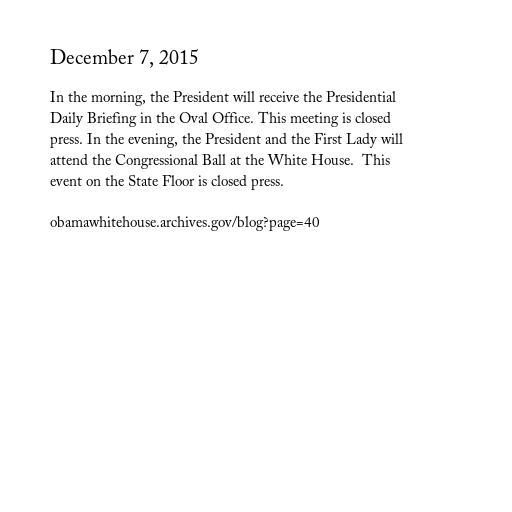 December 7, 2015
In the morning, the President will receive the Presidential
Daily Briefing in the Oval Office. This meeting is closed
press. In the evening, the President and the First Lady will
attend the Congressional Ball at the White House.  This
event on the State Floor is closed press.
obamawhitehouse.archives.gov/blog?page=40